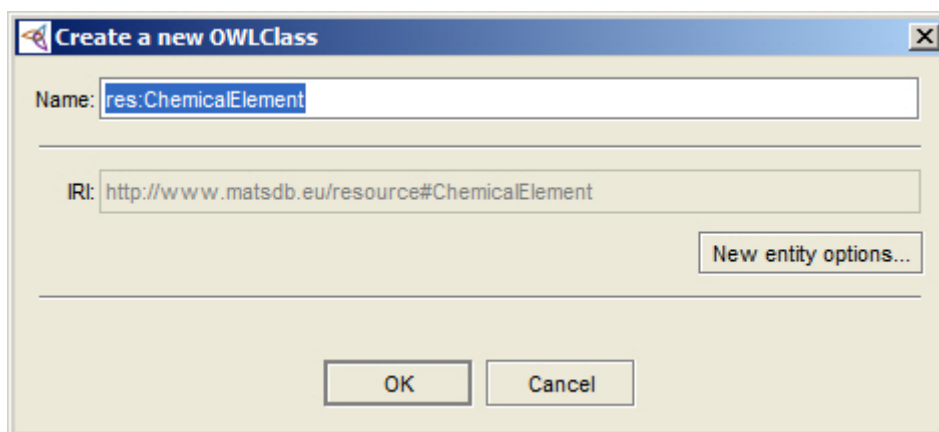 Create a new OWLClass
Name: res:ChemicalElement
IRI: http://www.matsdb.eu/resource#ChemicalElement
New entity options...
OK Cancel